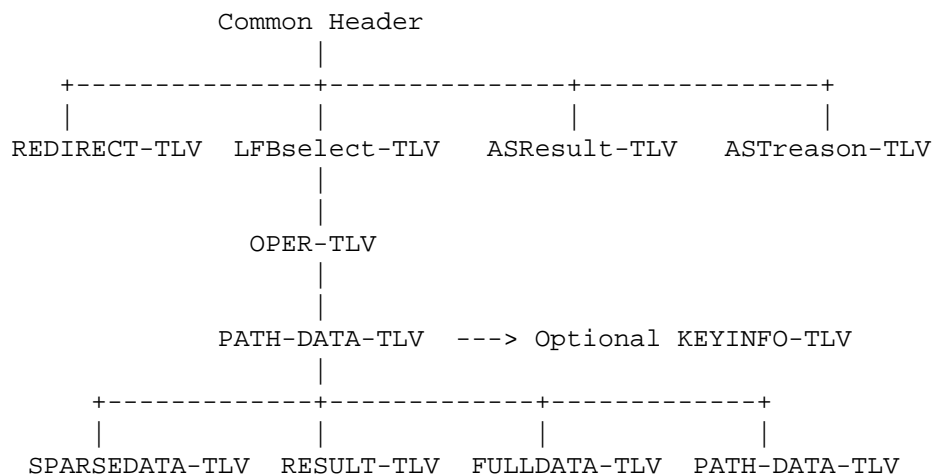 Common Header
REDIRECT-TLV LFBselect-TLV ASResult-TLV ASTreason-TLV
OPER-TLV
PATH-DATA-TLV ---> Optional KEYINFO-TLV
SPARSEDATA-TLV RESULT-TLV FULLDATA-TLV PATH-DATA-TLV